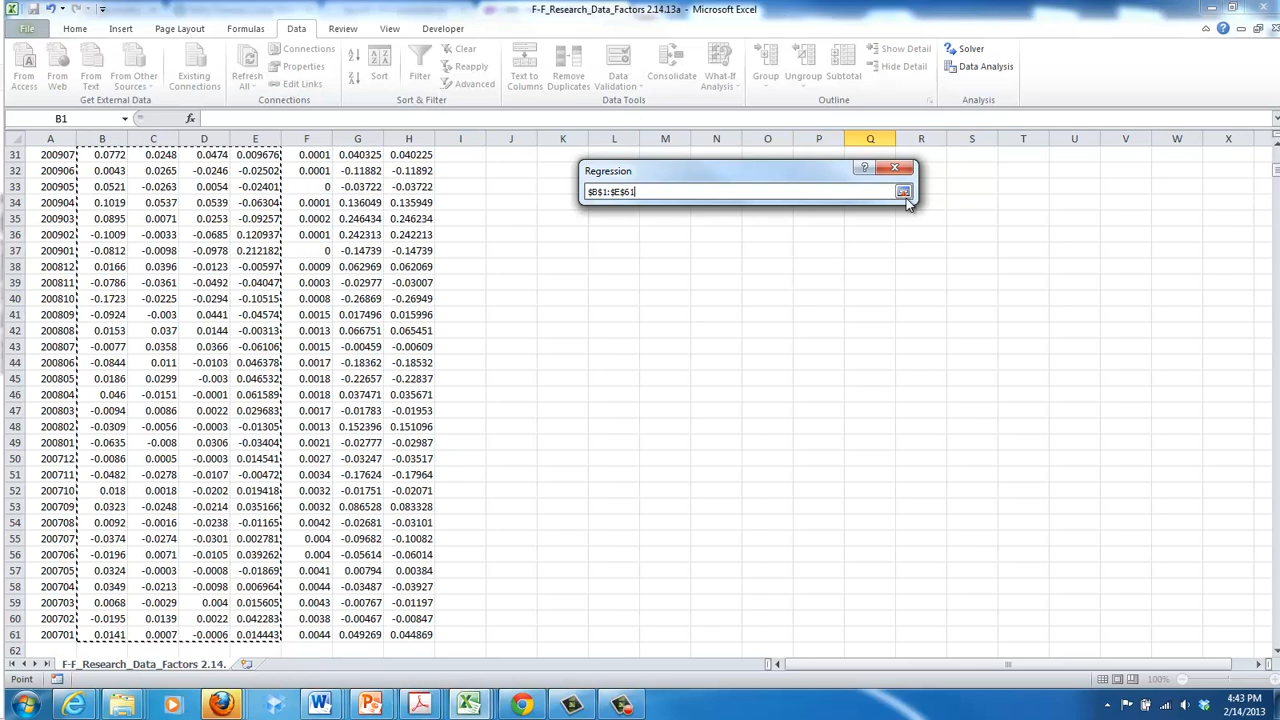 F-F_Research_Data_Factors 2.14.13a - Microsoft Excel
File Home Insert Page Layout Formulas Data Review View Developer
From Access
From Web
From Text
From Other Sources
Existing Connections
Get External Data
Refresh All
Connections
Properties
Edit Links
Connections
Sort
Filter
Clear
Reapply
Advanced
Sort & Filter
Text to Columns
Remove Duplicates
Data Validation
Consolidate
What-If Analysis
Data Tools
Group
Ungroup
Subtotal
Show Detail
Hide Detail
Outline
Solver
Data Analysis
Analysis
B1 fx
A B C D E F G H I J K L M N O P Q R S T U V W X
31 200907 0.0772 0.0248 0.0474 0.009676 0.0001 0.040325 0.040225
32 200906 0.0043 0.0265 -0.0246 -0.02502 0.0001 -0.11882 -0.11892
33 200905 0.0521 -0.0263 0.0054 -0.02401 0 -0.03722 -0.03722
34 200904 0.1019 0.0537 0.0539 -0.06304 0.0001 0.136049 0.135949
35 200903 0.0895 0.0071 0.0253 -0.09257 0.0002 0.246434 0.246234
36 200902 -0.1009 -0.0033 -0.0685 0.120937 0.0001 0.242313 0.242213
37 200901 -0.0812 -0.0098 -0.0978 0.212182 0 -0.14739 -0.14739
38 200812 0.0166 0.0396 -0.0123 -0.00597 0.0009 0.062969 0.062069
39 200811 -0.0786 -0.0361 -0.0492 -0.04047 0.0003 -0.02977 -0.03007
40 200810 -0.1723 -0.0225 -0.0294 -0.10515 0.0008 -0.26869 -0.26949
41 200809 -0.0924 -0.003 0.0441 -0.04574 0.0015 0.017496 0.015996
42 200808 0.0153 0.037 0.0144 -0.00313 0.0013 0.066751 0.065451
43 200807 -0.0077 0.0358 0.0366 -0.06106 0.0015 -0.00459 -0.00609
44 200806 -0.0844 0.011 -0.0103 0.046378 0.0017 -0.18362 -0.18532
45 200805 0.0186 0.0299 -0.003 0.046532 0.0018 -0.22657 -0.22837
46 200804 0.046 -0.0151 -0.0001 0.061589 0.0018 0.037471 0.035671
47 200803 -0.0094 0.0086 0.0022 0.029683 0.0017 -0.01783 -0.01953
48 200802 -0.0309 -0.0056 -0.0003 -0.01305 0.0013 0.152396 0.151096
49 200801 -0.0635 -0.008 0.0306 -0.03404 0.0021 -0.02777 -0.02987
50 200712 -0.0086 0.0005 -0.0003 0.014541 0.0027 -0.03247 -0.03517
51 200711 -0.0482 -0.0278 -0.0107 -0.00472 0.0034 -0.17624 -0.17964
52 200710 0.018 0.0018 -0.0202 0.019418 0.0032 -0.01751 -0.02071
53 200709 0.0323 -0.0248 -0.0214 0.035166 0.0032 0.086528 0.083328
54 200708 0.0092 -0.0016 -0.0238 -0.01165 0.0042 -0.02681 -0.03101
55 200707 -0.0374 -0.0274 -0.0301 0.002781 0.004 -0.09682 -0.10082
56 200706 -0.0196 0.0071 -0.0105 0.039262 0.004 -0.05614 -0.06014
57 200705 0.0324 -0.0003 -0.0008 -0.01869 0.0041 0.00794 0.00384
58 200704 0.0349 -0.0213 -0.0098 0.006964 0.0044 -0.03487 -0.03927
59 200703 0.0068 -0.0029 0.004 0.015605 0.0043 -0.00767 -0.01197
60 200702 -0.0195 0.0139 0.0022 0.042283 0.0038 -0.00467 -0.00847
61 200701 0.0141 0.0007 -0.0006 0.014443 0.0044 0.049269 0.044869
62
Regression
$B$1:$E$61
F-F_Research_Data_Factors 2.14.
Point 100%
4:43 PM
2/14/2013